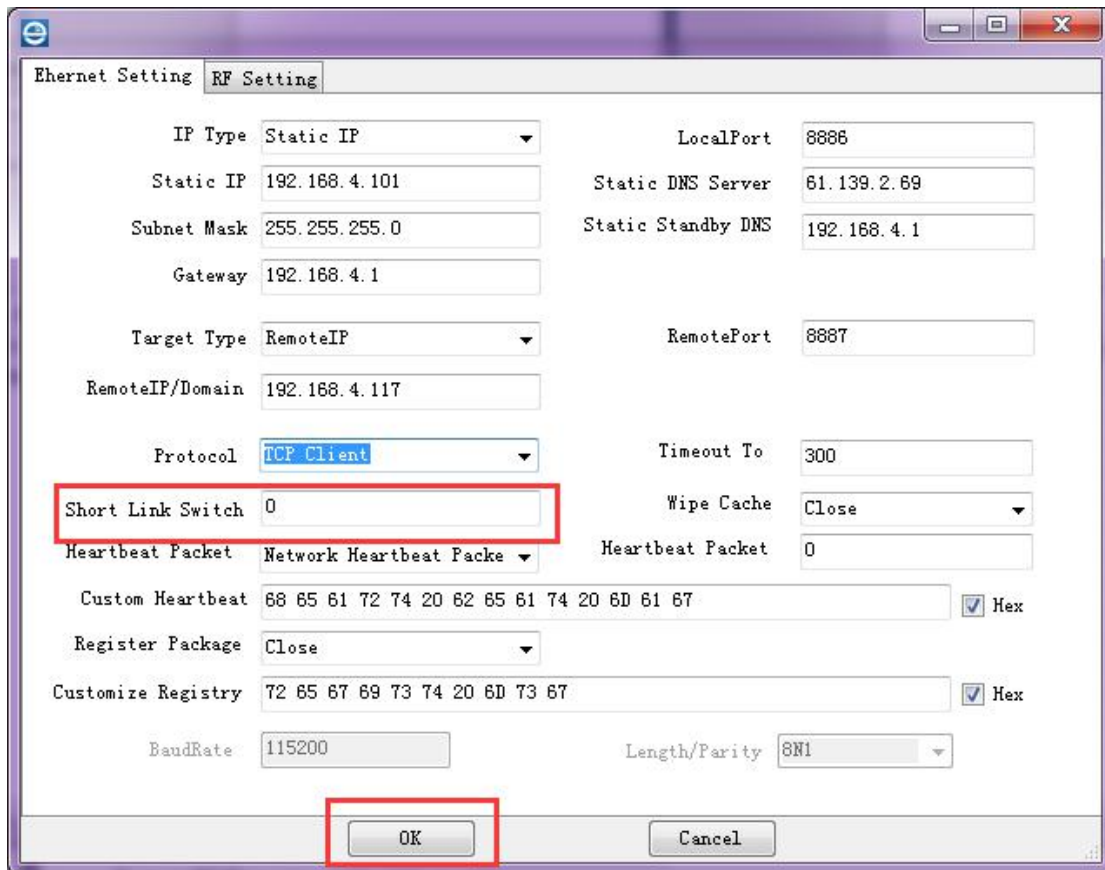 Ehernet Setting RF Setting
IP Type Static IP LocalPort 8886
Static IP 192.168.4.101 Static DNS Server 61.139.2.69
Subnet Mask 255.255.255.0 Static Standby DNS 192.168.4.1
Gateway 192.168.4.1
Target Type RemoteIP RemotePort 8887
RemoteIP/Domain 192.168.4.117
Protocol TCP Client Timeout To 300
Short Link Switch 0 Wipe Cache Close
Heartbeat Packet Network Heartbeat Packe Heartbeat Packet 0
Custom Heartbeat 68 65 61 72 74 20 62 65 61 74 20 6D 61 67 Hex
Register Package Close
Customize Registry 72 65 67 69 73 74 20 6D 73 67 Hex
BaudRate 115200 Length/Parity 8N1
OK Cancel